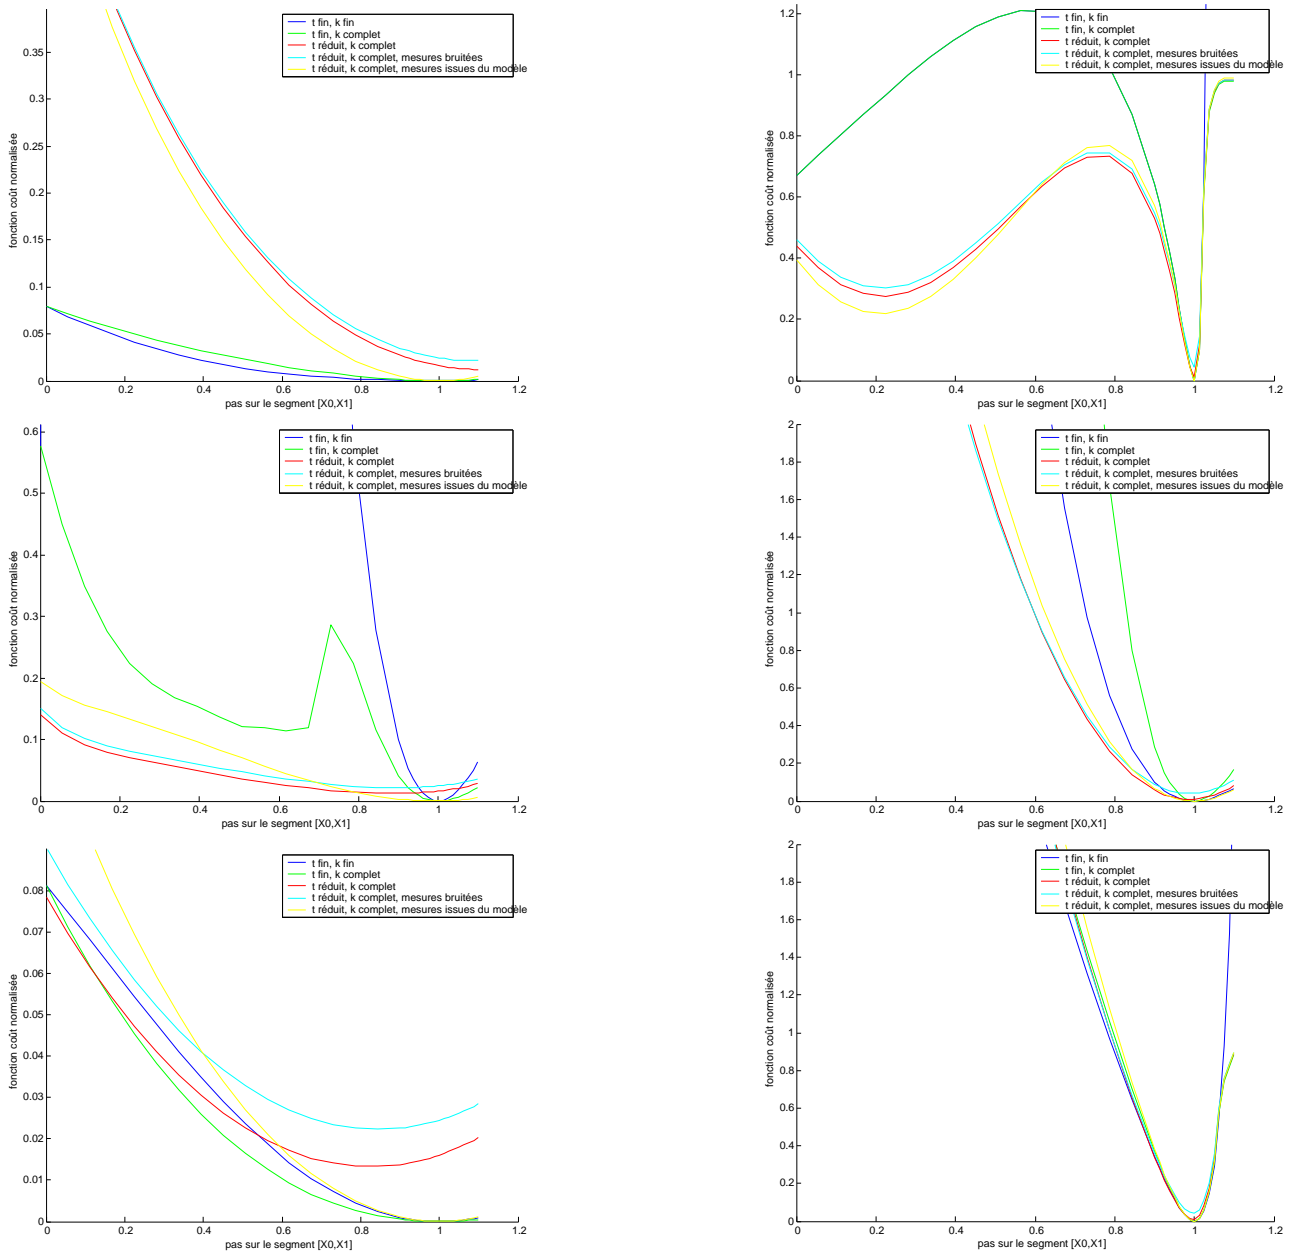 fonction coût normalisée
0.35
0.3
0.25
0.2
0.15
0.1
0.05
0
0 0.2 0.4 0.6 0.8 1 1.2
pas sur le segment [X0,X1]
t fin, k fin
t fin, k complet
t réduit, k complet
t réduit, k complet, mesures bruitées
t réduit, k complet, mesures issues du modèle
fonction coût normalisée
1.2
1
0.8
0.6
0.4
0.2
0
0 0.2 0.4 0.6 0.8 1 1.2
pas sur le segment [X0,X1]
t fin, k fin
t fin, k complet
t réduit, k complet
t réduit, k complet, mesures bruitées
t réduit, k complet, mesures issues du modèle
fonction coût normalisée
0.6
0.5
0.4
0.3
0.2
0.1
0
0 0.2 0.4 0.6 0.8 1 1.2
pas sur le segment [X0,X1]
t fin, k fin
t fin, k complet
t réduit, k complet
t réduit, k complet, mesures bruitées
t réduit, k complet, mesures issues du modèle
fonction coût normalisée
2
1.8
1.6
1.4
1.2
1
0.8
0.6
0.4
0.2
0
0 0.2 0.4 0.6 0.8 1 1.2
pas sur le segment [X0,X1]
t fin, k fin
t fin, k complet
t réduit, k complet
t réduit, k complet, mesures bruitées
t réduit, k complet, mesures issues du modèle
fonction coût normalisée
0.08
0.07
0.06
0.05
0.04
0.03
0.02
0.01
0
0 0.2 0.4 0.6 0.8 1 1.2
pas sur le segment [X0,X1]
t fin, k fin
t fin, k complet
t réduit, k complet
t réduit, k complet, mesures bruitées
t réduit, k complet, mesures issues du modèle
fonction coût normalisée
2
1.8
1.6
1.4
1.2
1
0.8
0.6
0.4
0.2
0
0 0.2 0.4 0.6 0.8 1 1.2
pas sur le segment [X0,X1]
t fin, k fin
t fin, k complet
t réduit, k complet
t réduit, k complet, mesures bruitées
t réduit, k complet, mesures issues du modèle